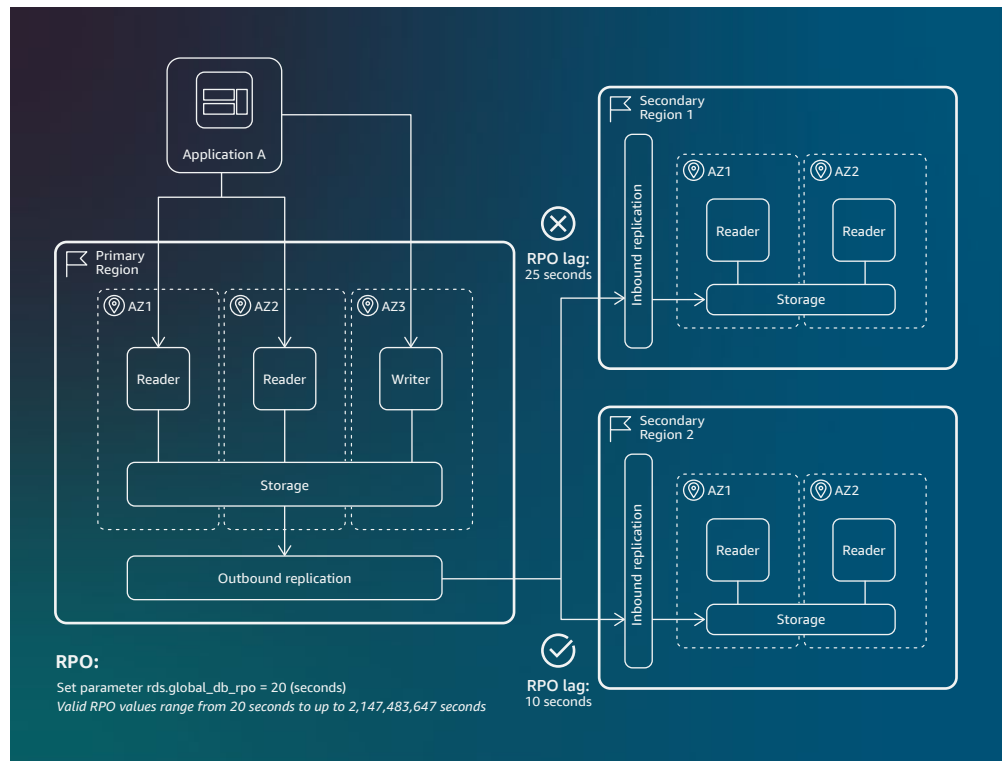 Application A
Primary
Region
AZ1
AZ2
AZ3
Reader
Reader
Writer
Storage
Outbound replication
RPO lag:
25 seconds
Secondary
Region 1
Inbound replication
AZ1
AZ2
Reader
Reader
Storage
RPO lag:
10 seconds
Secondary
Region 2
Inbound replication
AZ1
AZ2
Reader
Reader
Storage
RPO:
Set parameter rds.global_db_rpo = 20 (seconds)
Valid RPO values range from 20 seconds to up to 2,147,483,647 seconds